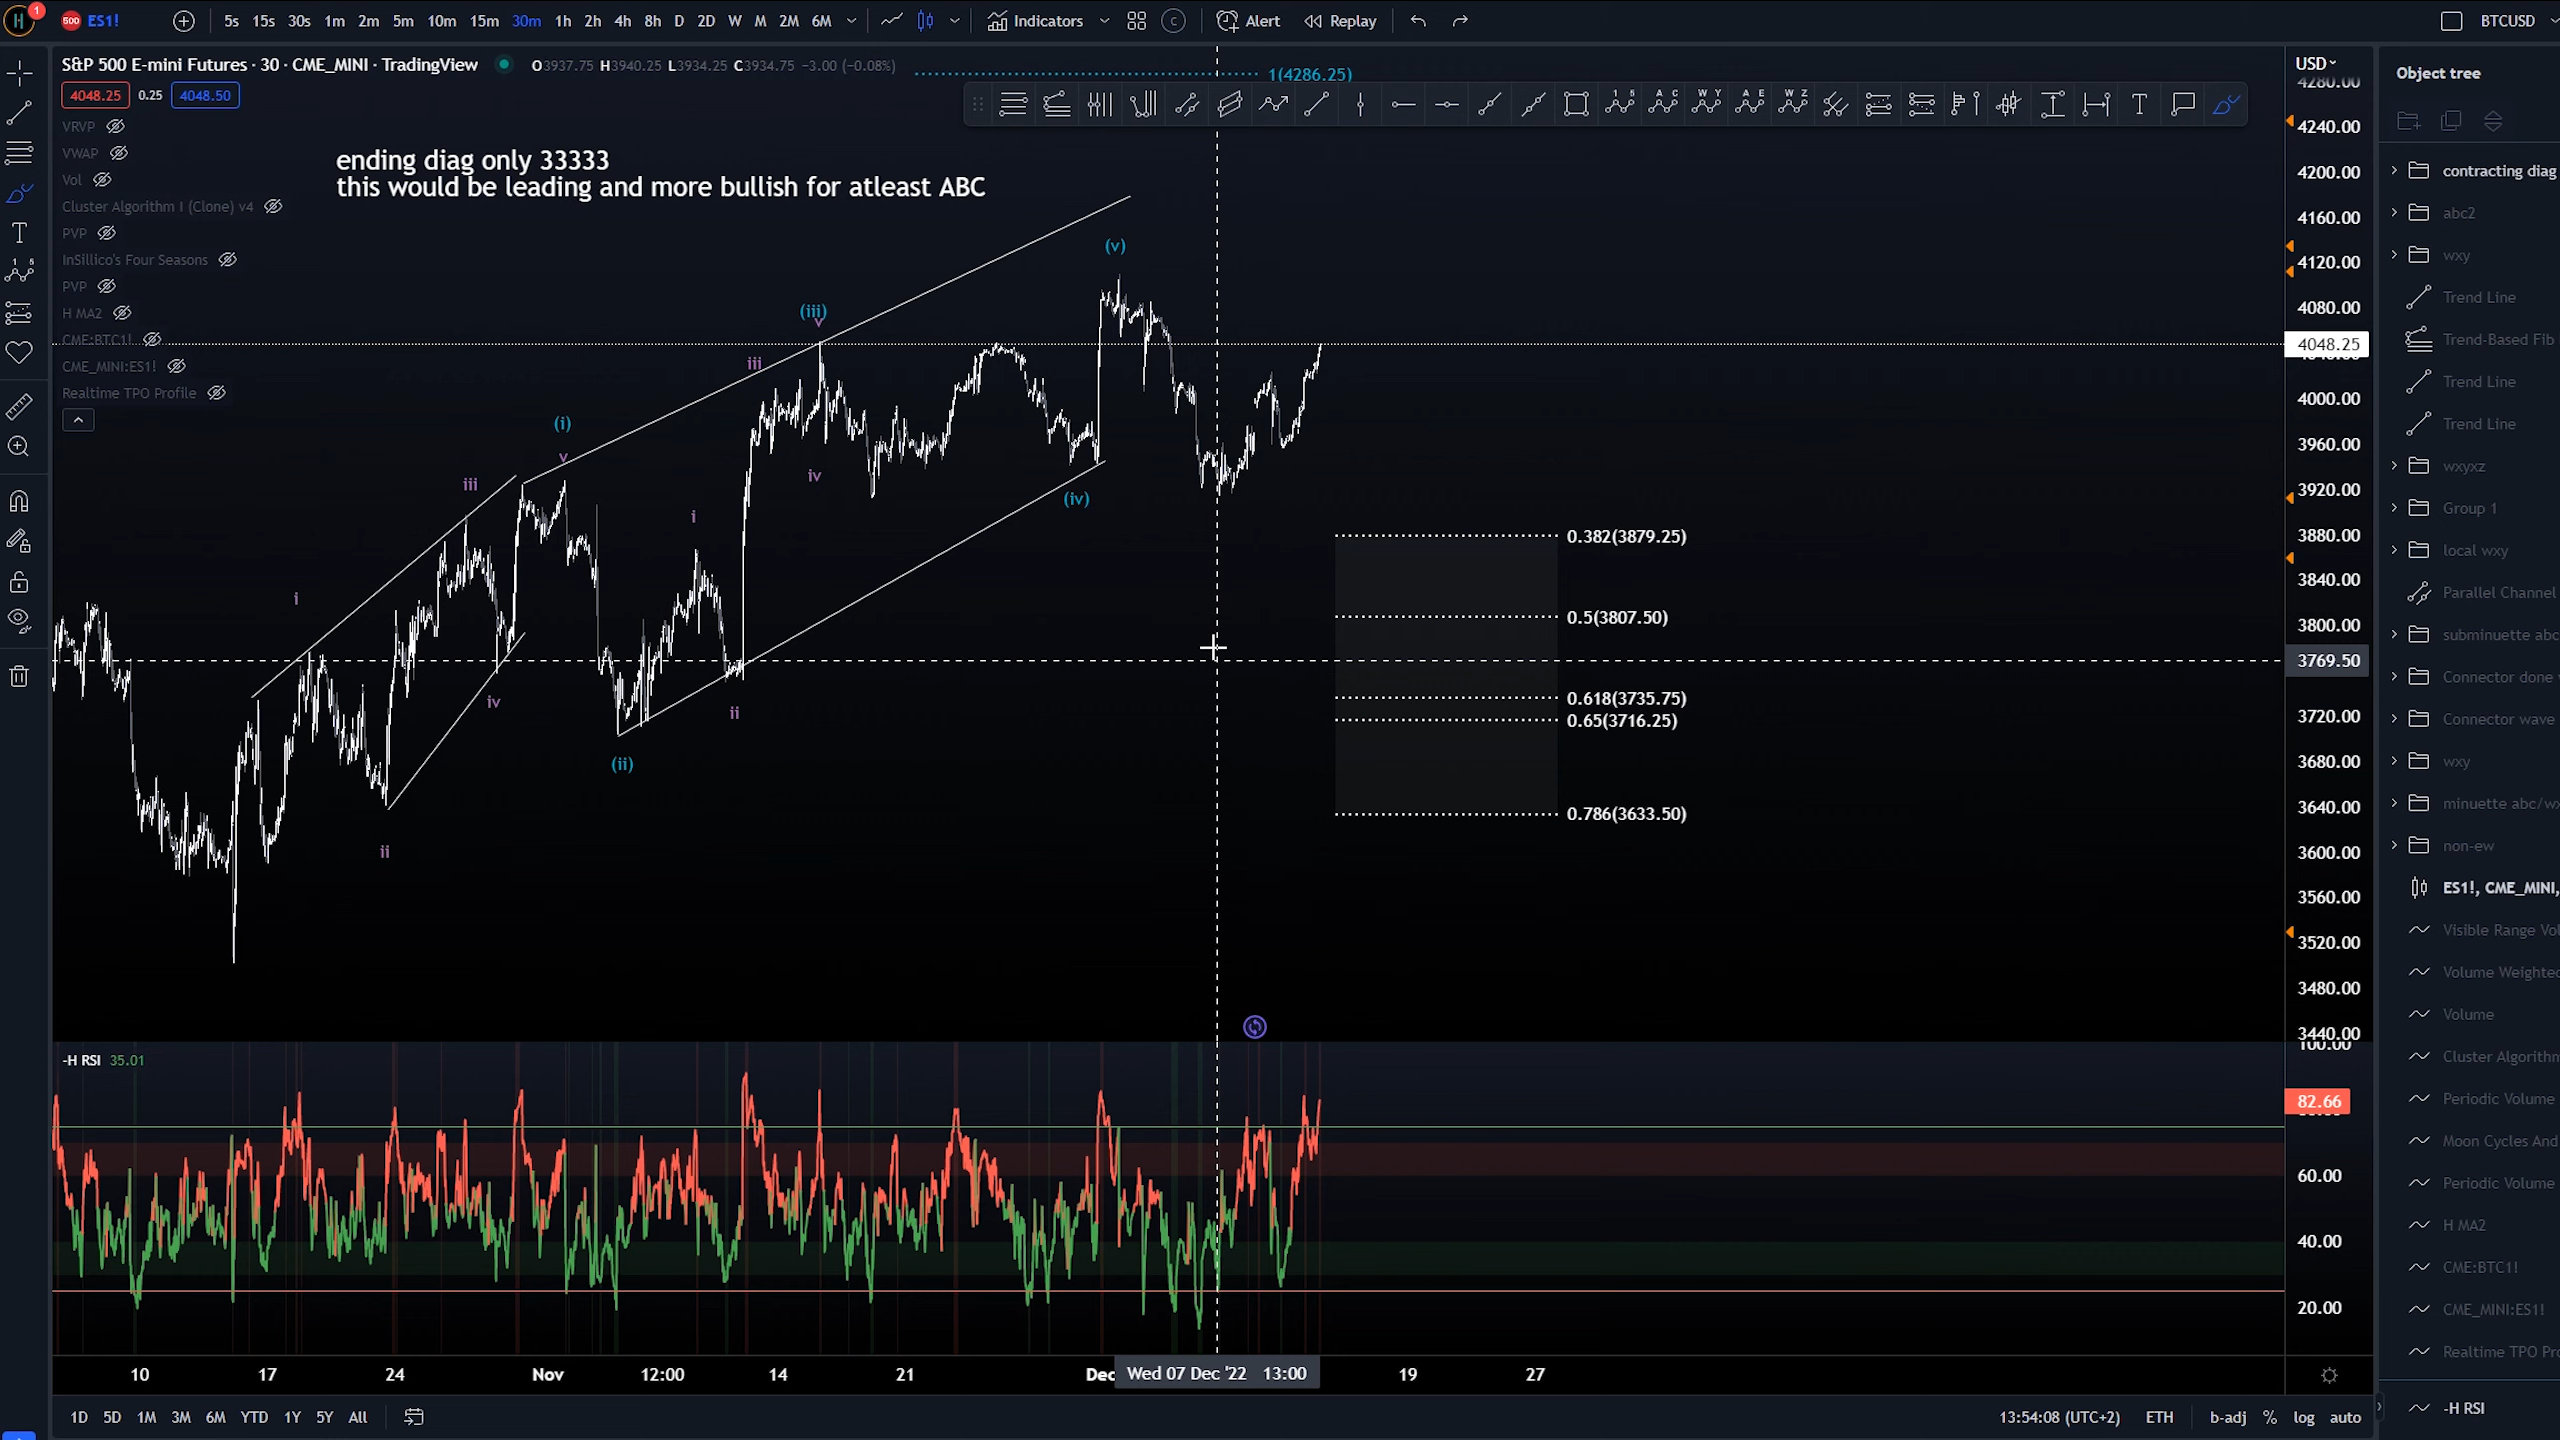 H 1 500 ES1! 5s 15s 30s 1m 2m 5m 10m 15m 30m 1h 2h 4h 8h D 2D W M 2M 6M Indicators C Alert Replay BTCUSD
S&P 500 E-mini Futures · 30 · CME_MINI · TradingView O3937.75 H3940.25 L3934.25 C3934.75 −3.00 (−0.08%)
1(4286.25)
4048.25 0.25 4048.50
VRVP
VWAP
Vol
Cluster Algorithm I (Clone) v4
PVP
InSillico's Four Seasons
PVP
H MA2
CME:BTC1!
CME_MINI:ES1!
Realtime TPO Profile
ending diag only 33333
this would be leading and more bullish for atleast ABC
(v)
(iii)
v
iii
(i)
v
iii
iv
(iv)
i
i
iv
ii
(ii)
ii
0.382(3879.25)
0.5(3807.50)
0.618(3735.75)
0.65(3716.25)
0.786(3633.50)
USD
4280.00
4240.00
4200.00
4160.00
4120.00
4080.00
4048.25
4000.00
3960.00
3920.00
3880.00
3840.00
3800.00
3769.50
3720.00
3680.00
3640.00
3600.00
3560.00
3520.00
3480.00
3440.00
100.00
-H RSI 35.01
82.66
60.00
40.00
20.00
10 17 24 Nov 12:00 14 21 Dec Wed 07 Dec '22 13:00 19 27
1D 5D 1M 3M 6M YTD 1Y 5Y All 13:54:08 (UTC+2) ETH b-adj % log auto
Object tree
contracting diag
abc2
wxy
Trend Line
Trend-Based Fib
Trend Line
Trend Line
wxyxz
Group 1
local wxy
Parallel Channel
subminuette abc
Connector done
Connector wave
wxy
minuette abc/wx
non-ew
ES1!, CME_MINI,
Visible Range Vol
Volume Weighted
Volume
Cluster Algorithm
Periodic Volume
Moon Cycles And
Periodic Volume
H MA2
CME:BTC1!
CME_MINI:ES1!
Realtime TPO Pro
-H RSI